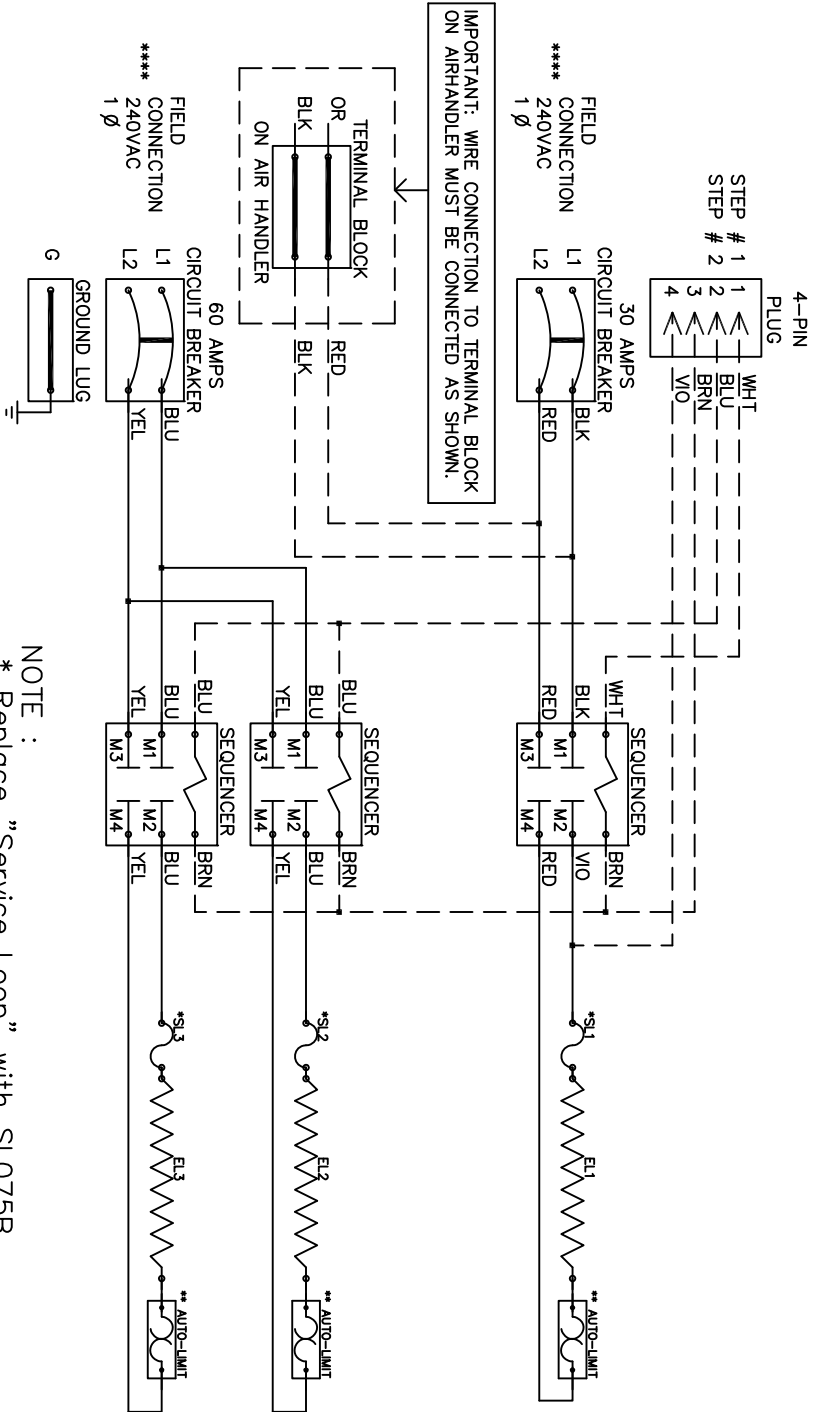 4-PIN
PLUG
STEP # 1
STEP # 2
1
2
3
4
WHT
BLU
BRN
VIO
30 AMPS
CIRCUIT BREAKER
L1
L2
BLK
RED
****
FIELD
CONNECTION
240VAC
1 Ø
IMPORTANT: WIRE CONNECTION TO TERMINAL BLOCK
ON AIRHANDLER MUST BE CONNECTED AS SHOWN.
TERMINAL BLOCK
OR
BLK
ON AIR HANDLER
RED
BLK
60 AMPS
CIRCUIT BREAKER
L1
L2
BLU
YEL
****
FIELD
CONNECTION
240VAC
1 Ø
GROUND LUG
G
SEQUENCER
WHT
BRN
BLK
M1
M2
VIO
RED
M3
M4
RED
*SL1
EL1
** AUTO-LIMIT
SEQUENCER
BLU
BRN
BLU
M1
M2
BLU
YEL
M3
M4
YEL
*SL2
EL2
** AUTO-LIMIT
SEQUENCER
BLU
BRN
BLU
M1
M2
BLU
YEL
M3
M4
YEL
*SL3
EL3
** AUTO-LIMIT
NOTE :
* Replace "Service Loop" with SL075B